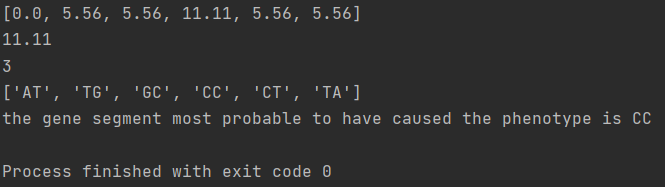 [0.0, 5.56, 5.56, 11.11, 5.56, 5.56]
11.11
3
['AT', 'TG', 'GC', 'CC', 'CT', 'TA']
the gene segment most probable to have caused the phenotype is CC
Process finished with exit code 0